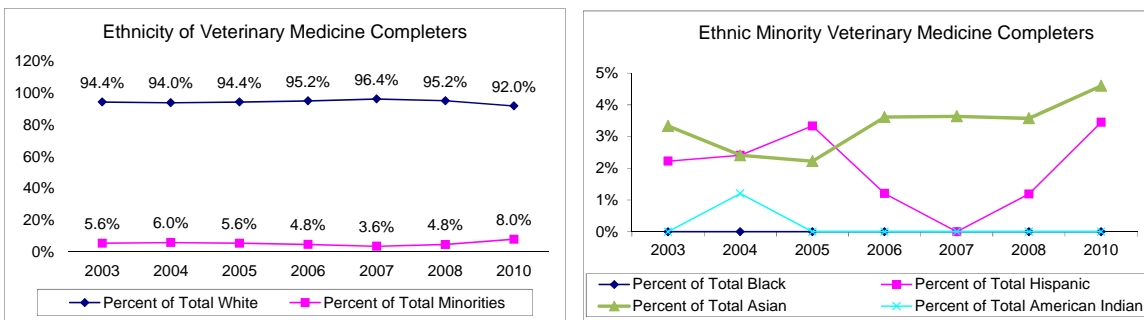 Ethnicity of Veterinary Medicine Completers
120%
100%
80%
60%
40%
20%
0%
94.4% 94.0% 94.4% 95.2% 96.4% 95.2% 92.0%
5.6% 6.0% 5.6% 4.8% 3.6% 4.8% 8.0%
2003 2004 2005 2006 2007 2008 2010
Percent of Total White Percent of Total Minorities
Ethnic Minority Veterinary Medicine Completers
5%
4%
3%
2%
1%
0%
2003 2004 2005 2006 2007 2008 2010
Percent of Total Black Percent of Total Hispanic
Percent of Total Asian Percent of Total American Indian